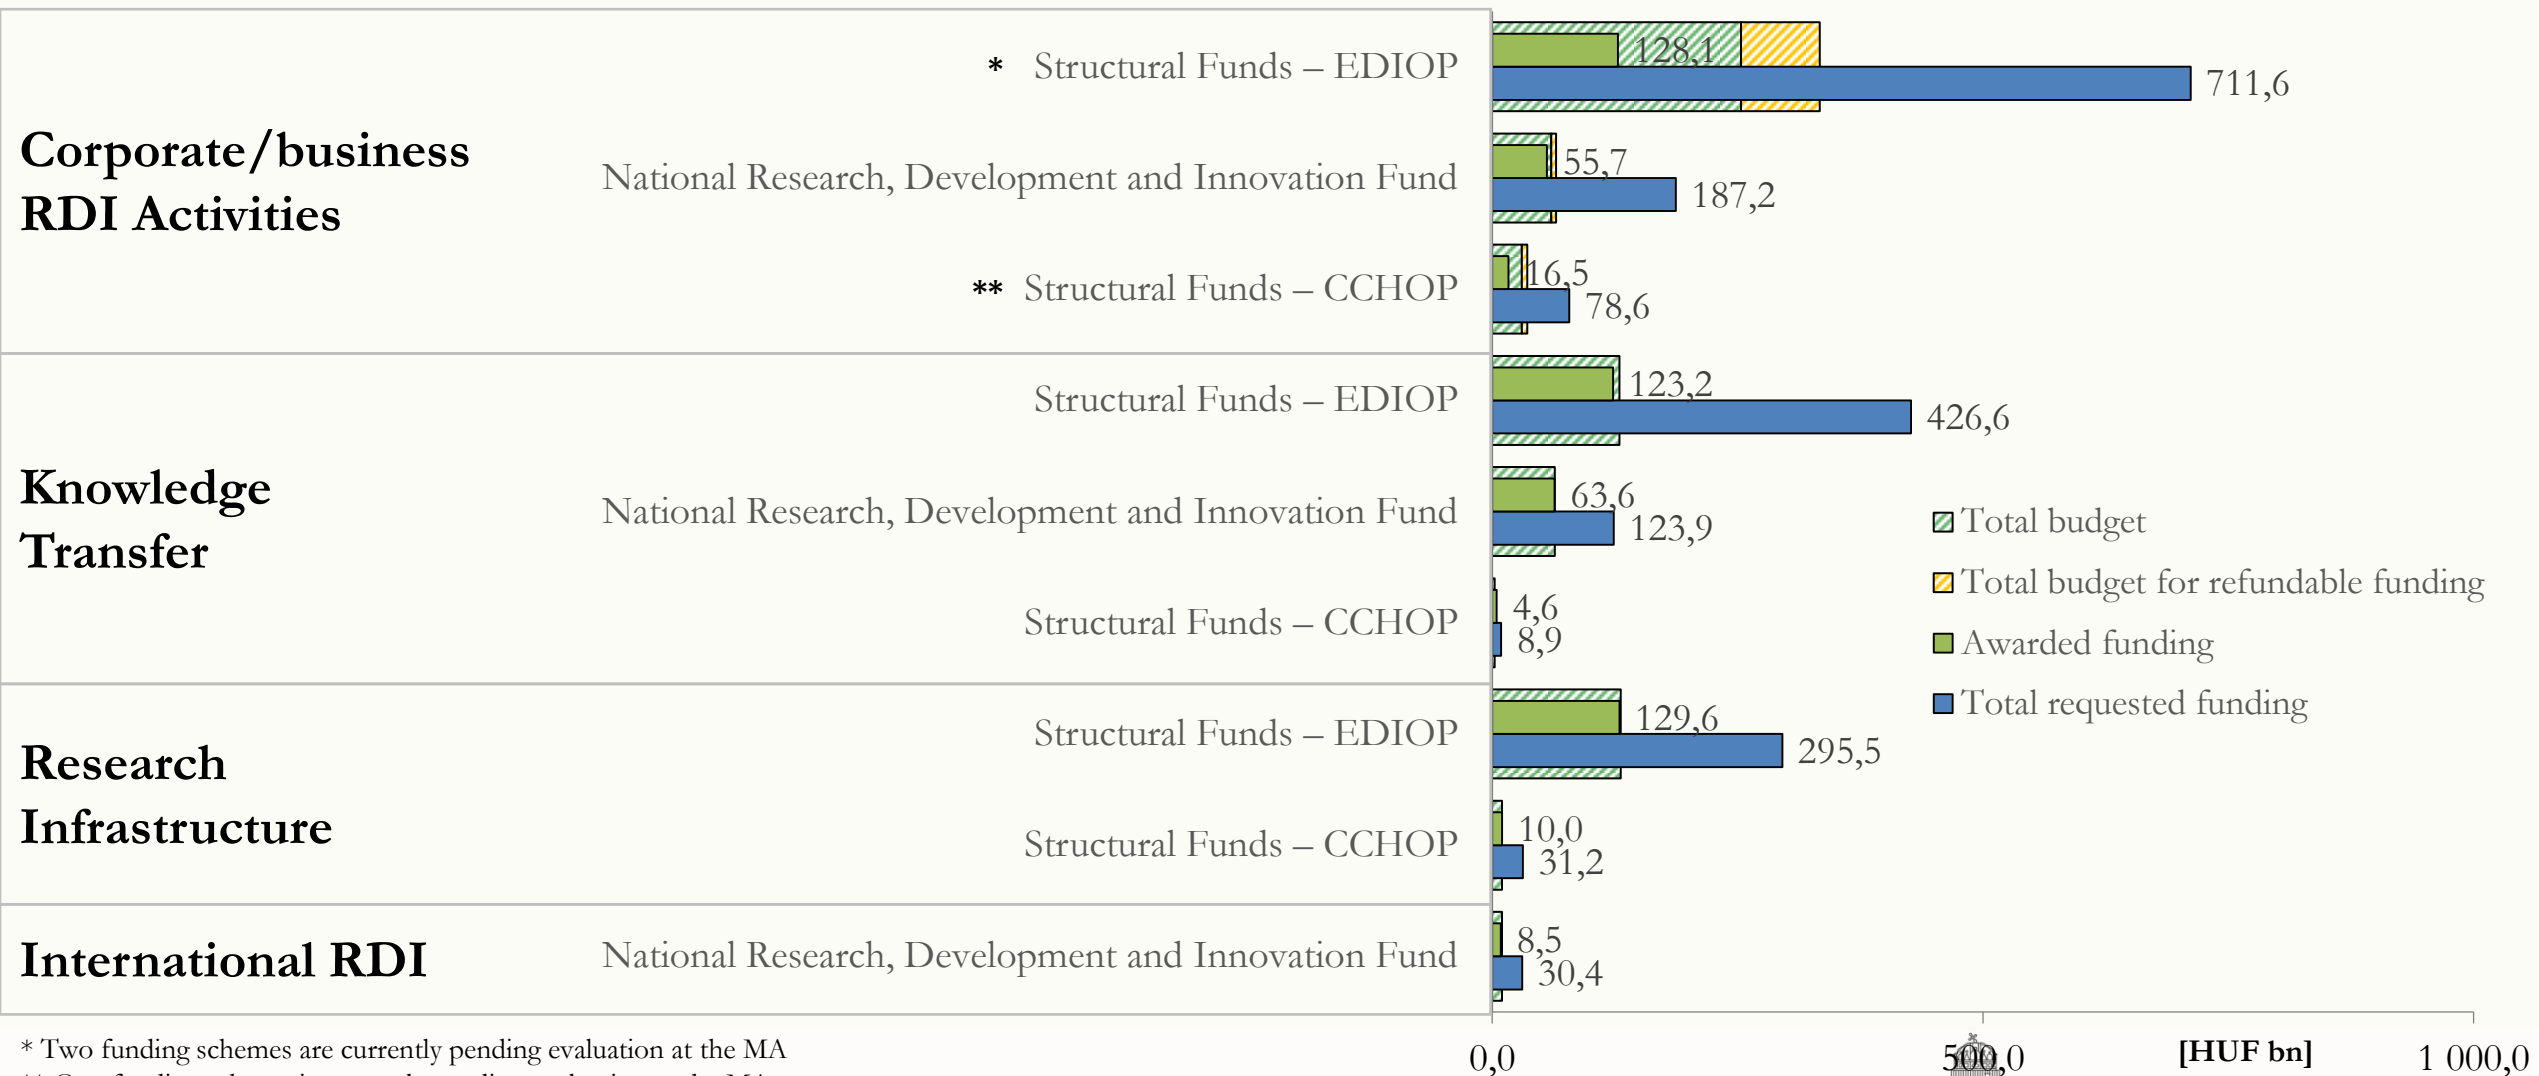 Corporate/business
RDI Activities
* Structural Funds – EDIOP
128,1
711,6
National Research, Development and Innovation Fund
55,7
187,2
** Structural Funds – CCHOP
16,5
78,6
Knowledge
Transfer
Structural Funds – EDIOP
123,2
426,6
National Research, Development and Innovation Fund
63,6
123,9
Structural Funds – CCHOP
4,6
8,9
Research
Infrastructure
Structural Funds – EDIOP
129,6
295,5
Structural Funds – CCHOP
10,0
31,2
International RDI
National Research, Development and Innovation Fund
8,5
30,4
Total budget
Total budget for refundable funding
Awarded funding
Total requested funding
0,0
500,0
[HUF bn]
1 000,0
* Two funding schemes are currently pending evaluation at the MA